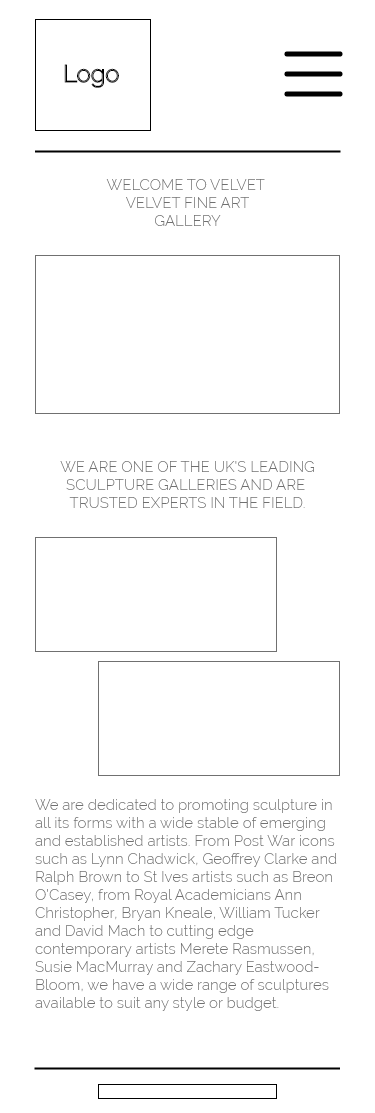 Logo
WELCOME TO VELVET
VELVET FINE ART
GALLERY
WE ARE ONE OF THE UK'S LEADING
SCULPTURE GALLERIES AND ARE
TRUSTED EXPERTS IN THE FIELD.
We are dedicated to promoting sculpture in
all its forms with a wide stable of emerging
and established artists. From Post War icons
such as Lynn Chadwick, Geoffrey Clarke and
Ralph Brown to St Ives artists such as Breon
O'Casey, from Royal Academicians Ann
Christopher, Bryan Kneale, William Tucker
and David Mach to cutting edge
contemporary artists Merete Rasmussen,
Susie MacMurray and Zachary Eastwood-
Bloom, we have a wide range of sculptures
available to suit any style or budget.